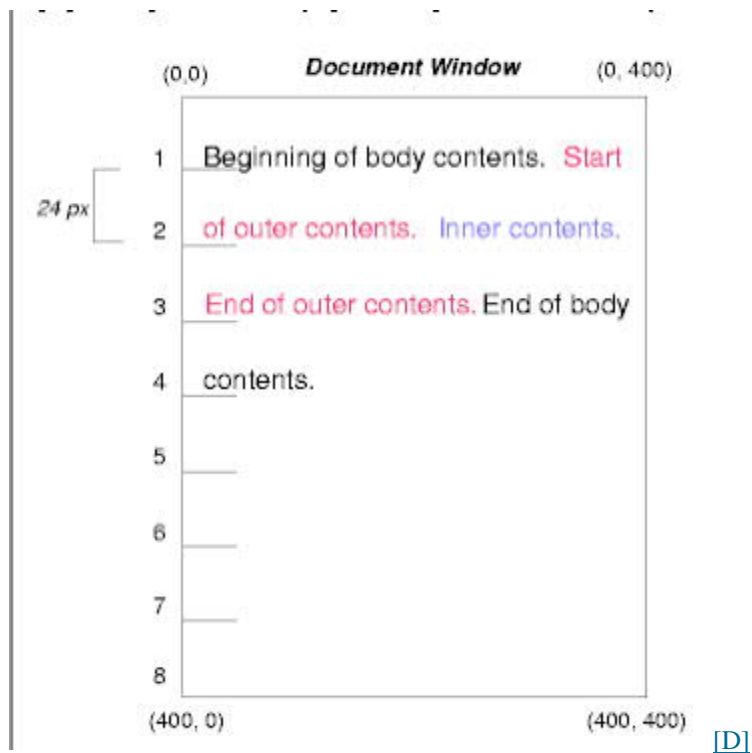 (0,0) Document Window (0, 400)
1 Beginning of body contents. Start
24 px
2 of outer contents. Inner contents.
3 End of outer contents. End of body
4 contents.
5
6
7
8
(400, 0) (400, 400)
[D]